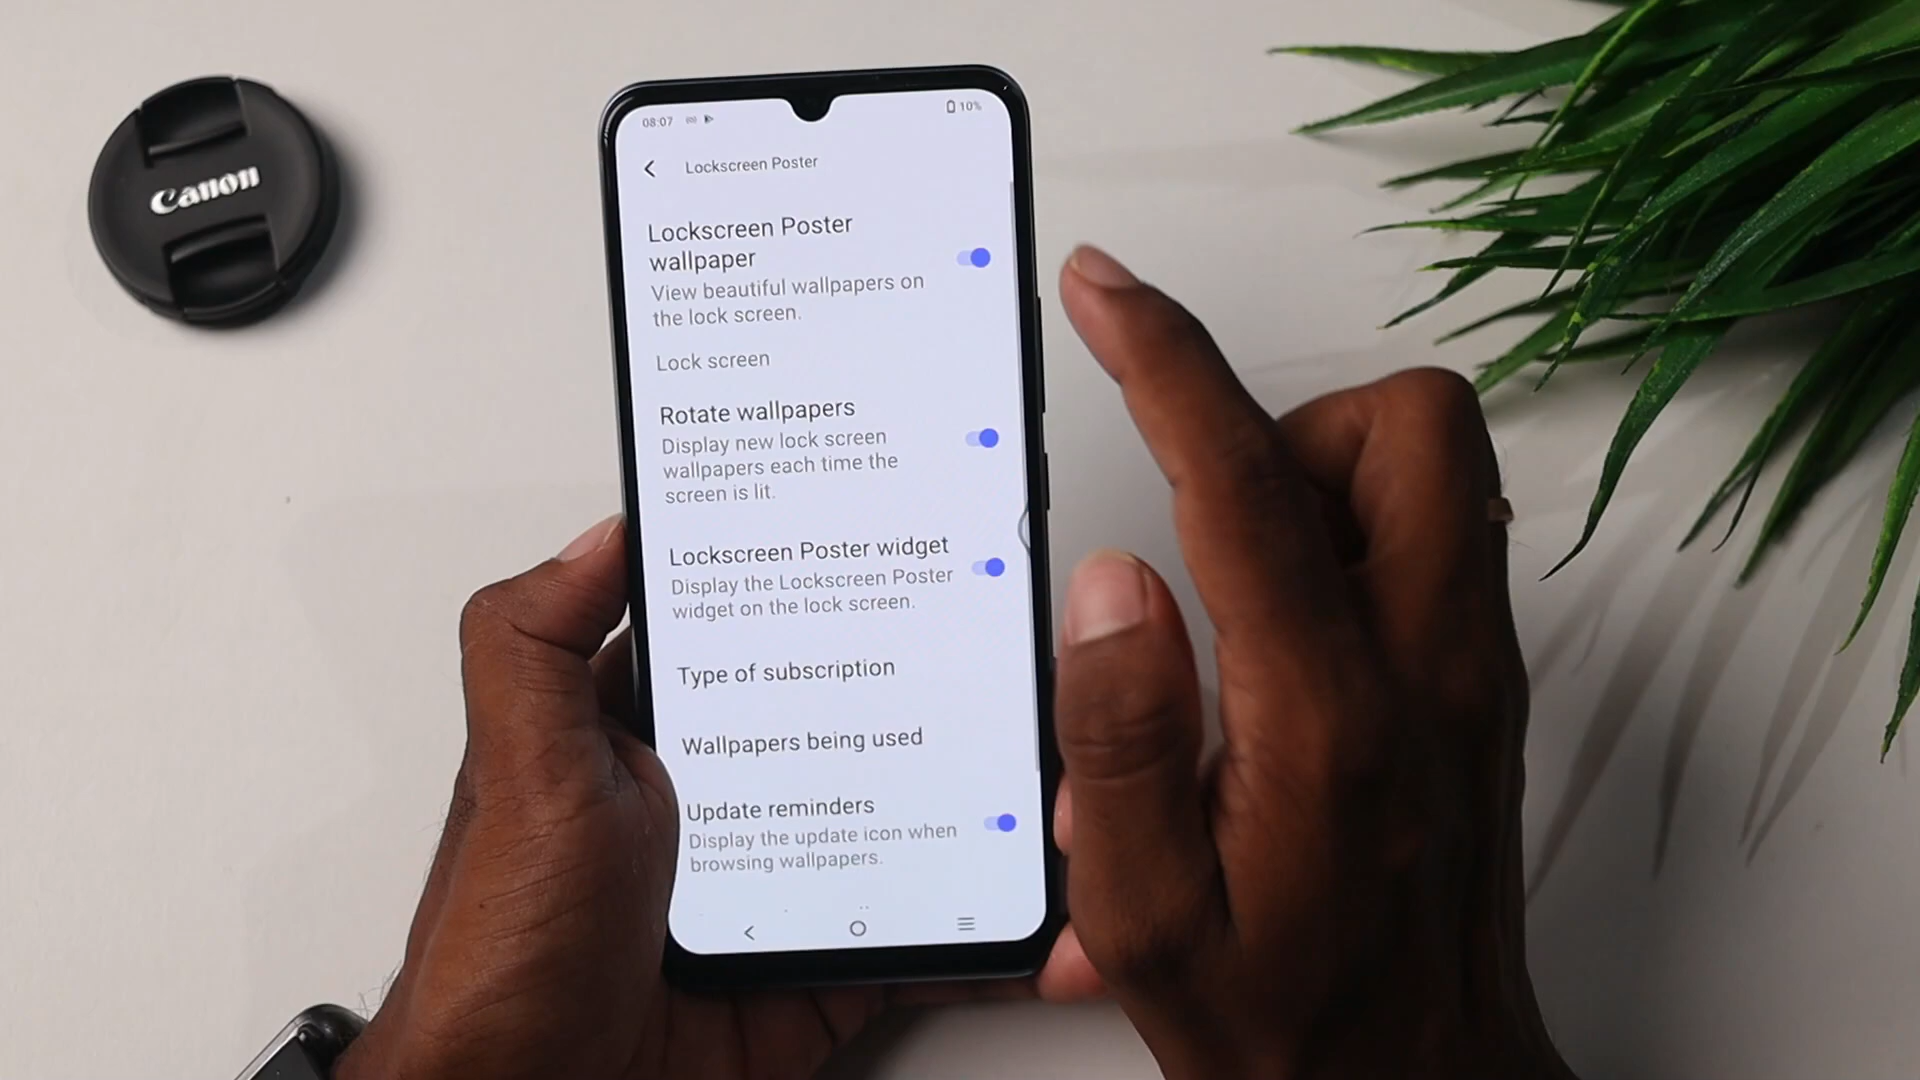 Canon
08:07
10%
Lockscreen Poster
Lockscreen Poster
wallpaper
View beautiful wallpapers on
the lock screen.
Lock screen
Rotate wallpapers
Display new lock screen
wallpapers each time the
screen is lit.
Lockscreen Poster widget
Display the Lockscreen Poster
widget on the lock screen.
Type of subscription
Wallpapers being used
Update reminders
Display the update icon when
browsing wallpapers.